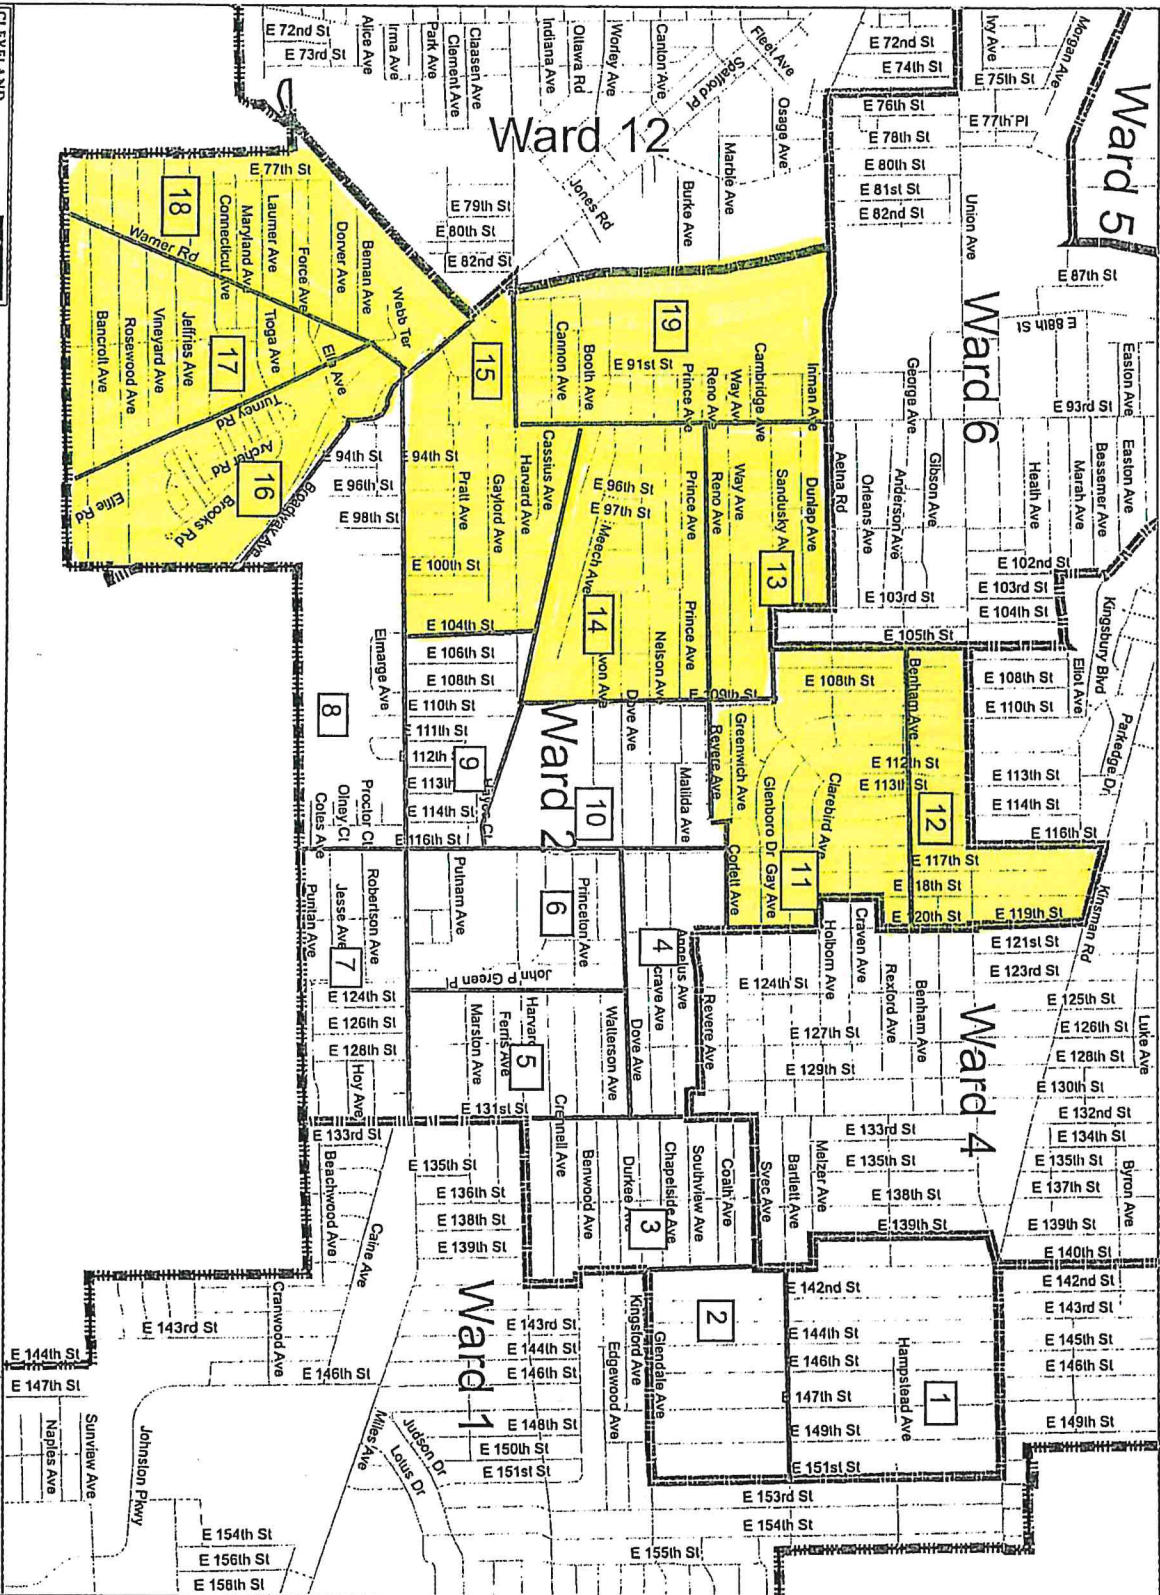 Ward 5
Ward 6
Ward 12
Ward 2
Ward 4
Ward 1
Morgan Ave
Ivy Ave
E 75th St
E 77th Pl
E 72nd St
E 74th St
E 76th St
E 78th St
E 80th St
E 81st St
E 82nd St
Union Ave
E 87th St
E 88th St
Easton Ave
E 93rd St
Easton Ave
Bessemer Ave
Marah Ave
Heath Ave
George Ave
Gibson Ave
Anderson Ave
Orleans Ave
Aetna Rd
E 102nd St
E 103rd St
E 104th St
E 103rd St
E 105th St
Kingsbury Blvd
Parkedge Dr
Eliot Ave
E 108th St
E 110th St
E 113th St
E 114th St
E 116th St
Kinsman Rd
Fleet Ave
Spafford Pl
Canton Ave
Worley Ave
Ottawa Rd
Indiana Ave
Claasen Ave
Clement Ave
Park Ave
Irma Ave
Alice Ave
E 72nd St
E 73rd St
Osage Ave
Marble Ave
Burke Ave
Jones Rd
E 79th St
E 80th St
E 82nd St
E 77th St
18
Beman Ave
Dorver Ave
Force Ave
Laumer Ave
Maryland Ave
Connecticut Ave
Warner Rd
Webb Ter
17
Ella Ave
Tioga Ave
Jeffries Ave
Vineyard Ave
Rosewood Ave
Bancroft Ave
Turney Rd
16
Archer Rd
Brooks Rd
Effie Rd
Broadway Ave
15
19
Inman Ave
Cambridge Ave
Way Ave
Reno Ave
Prince Ave
E 91st St
Booth Ave
Cannon Ave
13
Dunlap Ave
Sandusky Av
Way Ave
Reno Ave
14
Prince Ave
E 96th St
E 97th St
Meech Ave
Prince Ave
Nelson Av
Cassius Ave
Harvard Ave
Gaylord Ave
Pratt Ave
E 94th St
E 100th St
E 104th St
E 94th St
E 96th St
E 98th St
12
Benham Ave
E 108th St
E 112th St
E 113th St
E 117th St
E 119th St
11
Clarebird Ave
Gay Ave
Glenboro Dr
Greenwich Ave
Revere Ave
Corlett Ave
8
Elmarge Ave
Proctor Ct
Olney Ct
Coles Ave
9
E 106th St
E 108th St
E 110th St
E 111th St
E 112th
E 113th
E 114th St
E 116th St
10
Dove Ave
Matilda Ave
6
Putnam Ave
Princeton Ave
John P Green Pl
7
Robertson Ave
Jesse Ave
Puritan Ave
E 124th St
E 126th St
E 128th St
Hoy Ave
4
Angelus Ave
Dove Ave
Revere Ave
5
Watterson Ave
Harvard
Ferris Ave
Marston Ave
E 131st St
E 121st St
E 123rd St
E 125th St
E 126th St
E 128th St
Luke Ave
E 130th St
E 132nd St
E 134th St
E 135th St
E 137th St
E 139th St
E 140th St
Byron Ave
E 142nd St
E 143rd St
E 145th St
E 146th St
E 149th St
Holborn Ave
Craven Ave
Rexford Ave
Benham Ave
E 124th St
E 127th St
E 129th St
E 133rd St
E 135th St
E 138th St
E 139th St
Melzer Ave
Bartlett Ave
Svec Ave
3
Coath Ave
Southview Ave
Chapelside Ave
Benwood Ave
Crennell Ave
2
Glendale Ave
Kingsford Ave
Edgewood Ave
1
Hampstead Ave
E 142nd St
E 144th St
E 146th St
E 147th St
E 149th St
E 151st St
E 153rd St
E 154th St
E 155th St
E 133rd St
E 135th St
E 136th St
E 138th St
E 139th St
Beachwood Ave
Caine Ave
Cranwood Ave
E 143rd St
E 144th St
E 146th St
E 147th St
E 143rd St
E 144th St
E 146th St
E 148th St
E 150th St
E 151st St
Judson Dr
Lotus Dr
Miles Ave
Johnston Pkwy
Sunview Ave
Naples Ave
E 154th St
E 156th St
E 158th St